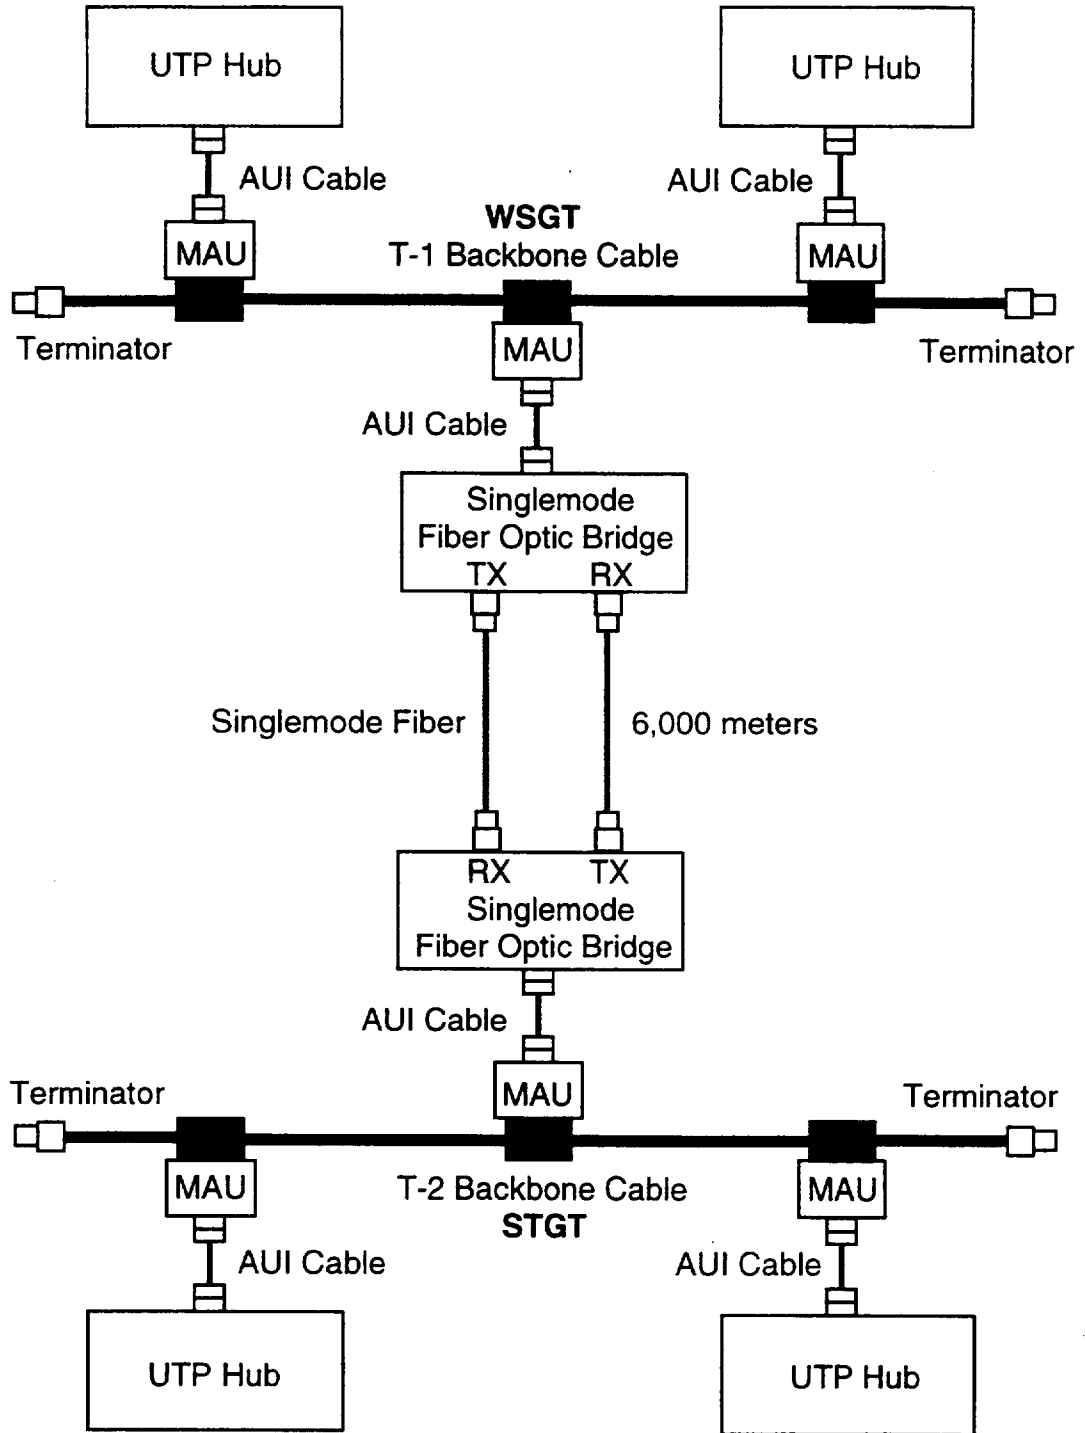 UTP Hub
UTP Hub
AUI Cable
AUI Cable
WSGT
T-1 Backbone Cable
MAU
MAU
Terminator
MAU
Terminator
AUI Cable
Singlemode
Fiber Optic Bridge
TX RX
Singlemode Fiber
6,000 meters
RX TX
Singlemode
Fiber Optic Bridge
AUI Cable
MAU
Terminator
Terminator
MAU
T-2 Backbone Cable
STGT
MAU
AUI Cable
AUI Cable
UTP Hub
UTP Hub